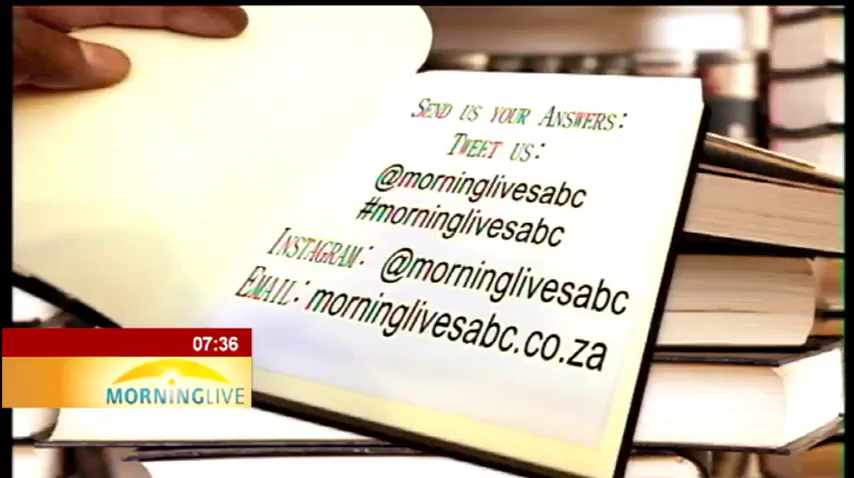 Send us your Answers:
Tweet us:
@morninglivesabc
#morninglivesabc
Instagram: @morninglivesabc
Email: morninglivesabc.co.za
07:36
MORNINGLIVE